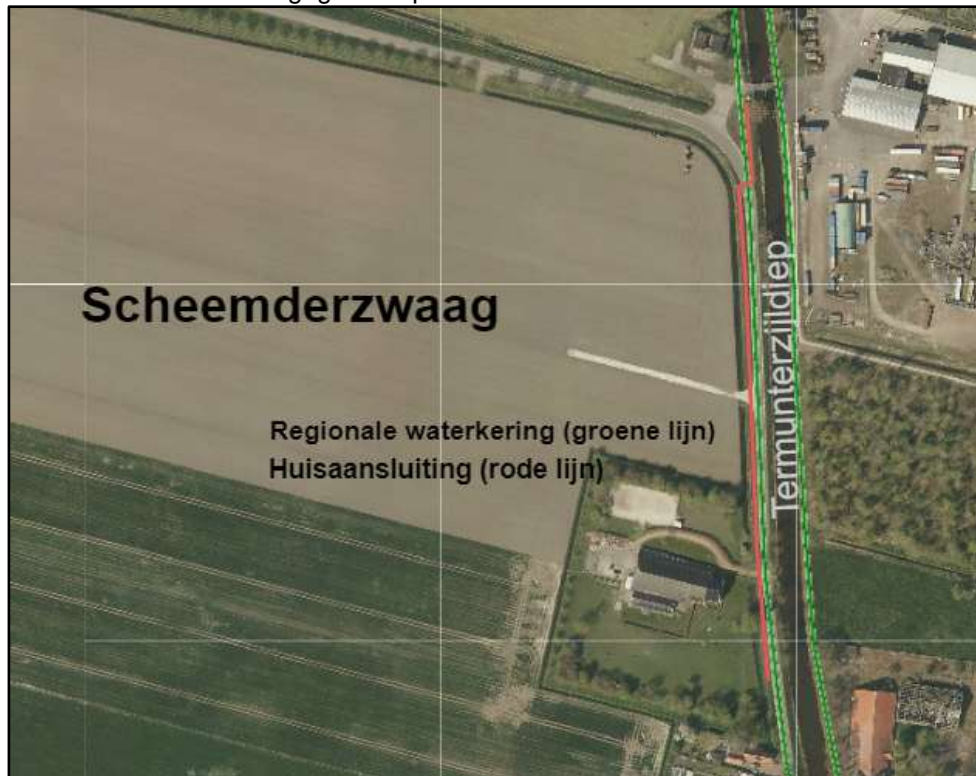 Scheemderzwaag
Regionale waterkering (groene lijn)
Huisaansluiting (rode lijn)
Termunterzijldiep